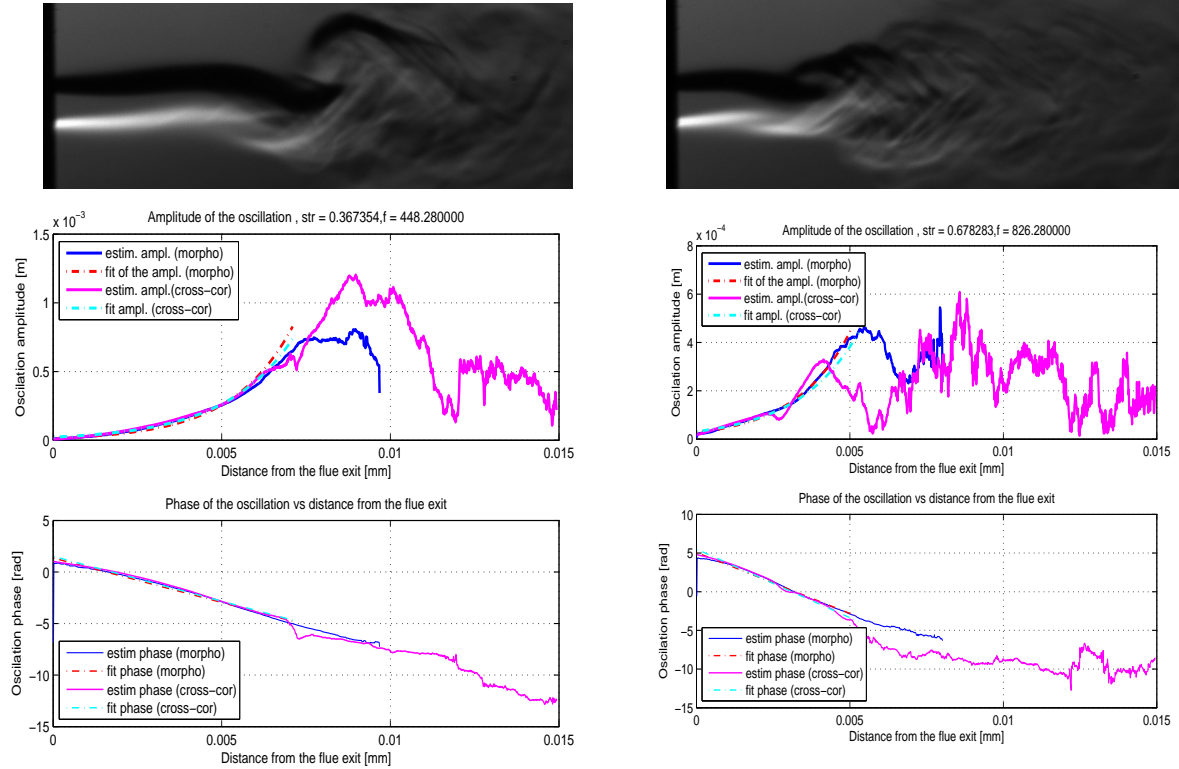 Amplitude of the oscillation , str = 0.367354,f = 448.280000
x 10⁻³
Oscillation amplitude [m]
1.5
1
0.5
0
estim. ampl. (morpho)
fit of the ampl. (morpho)
estim. ampl.(cross−cor)
fit ampl. (cross−cor)
0
0.005
0.01
0.015
Distance from the flue exit [mm]
Phase of the oscillation vs distance from the flue exit
Oscillation phase [rad]
5
0
−5
−10
−15
estim phase (morpho)
fit phase (morpho)
estim phase (cross−cor)
fit phase (cross−cor)
0
0.005
0.01
0.015
Distance from the flue exit [mm]
Amplitude of the oscillation , str = 0.678283,f = 826.280000
x 10⁻⁴
Oscillation amplitude [m]
8
6
4
2
0
estim. ampl. (morpho)
fit of the ampl. (morpho)
estim. ampl.(cross−cor)
fit ampl. (cross−cor)
0
0.005
0.01
0.015
Distance from the flue exit [mm]
Phase of the oscillation vs distance from the flue exit
Oscilation phase [rad]
10
5
0
−5
−10
−15
estim phase (morpho)
fit phase (morpho)
estim phase (cross−cor)
fit phase (cross−cor)
0
0.005
0.01
0.015
Distance from the flue exit [mm]